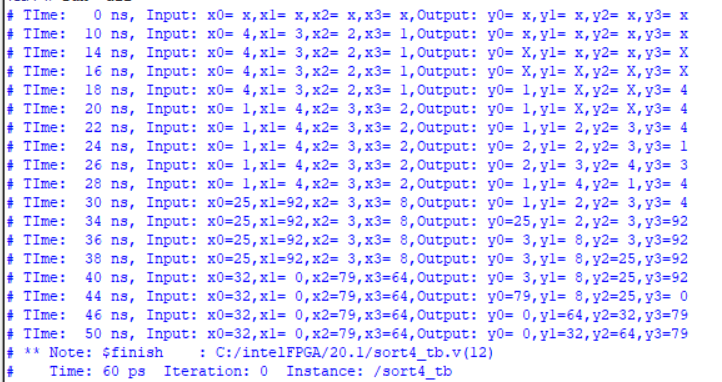 # TIme:    0 ns, Input: x0= x,x1= x,x2= x,x3= x,Output: y0= x,y1= x,y2= x,y3= x
# TIme:   10 ns, Input: x0= 4,x1= 3,x2= 2,x3= 1,Output: y0= x,y1= x,y2= x,y3= x
# TIme:   14 ns, Input: x0= 4,x1= 3,x2= 2,x3= 1,Output: y0= X,y1= x,y2= x,y3= X
# TIme:   16 ns, Input: x0= 4,x1= 3,x2= 2,x3= 1,Output: y0= X,y1= X,y2= X,y3= X
# TIme:   18 ns, Input: x0= 4,x1= 3,x2= 2,x3= 1,Output: y0= 1,y1= X,y2= X,y3= 4
# TIme:   20 ns, Input: x0= 1,x1= 4,x2= 3,x3= 2,Output: y0= 1,y1= X,y2= X,y3= 4
# TIme:   22 ns, Input: x0= 1,x1= 4,x2= 3,x3= 2,Output: y0= 1,y1= 2,y2= 3,y3= 4
# TIme:   24 ns, Input: x0= 1,x1= 4,x2= 3,x3= 2,Output: y0= 2,y1= 2,y2= 3,y3= 1
# TIme:   26 ns, Input: x0= 1,x1= 4,x2= 3,x3= 2,Output: y0= 2,y1= 3,y2= 4,y3= 3
# TIme:   28 ns, Input: x0= 1,x1= 4,x2= 3,x3= 2,Output: y0= 1,y1= 4,y2= 1,y3= 4
# TIme:   30 ns, Input: x0=25,x1=92,x2= 3,x3= 8,Output: y0= 1,y1= 2,y2= 3,y3= 4
# TIme:   34 ns, Input: x0=25,x1=92,x2= 3,x3= 8,Output: y0=25,y1= 2,y2= 3,y3=92
# TIme:   36 ns, Input: x0=25,x1=92,x2= 3,x3= 8,Output: y0= 3,y1= 8,y2= 3,y3=92
# TIme:   38 ns, Input: x0=25,x1=92,x2= 3,x3= 8,Output: y0= 3,y1= 8,y2=25,y3=92
# TIme:   40 ns, Input: x0=32,x1= 0,x2=79,x3=64,Output: y0= 3,y1= 8,y2=25,y3=92
# TIme:   44 ns, Input: x0=32,x1= 0,x2=79,x3=64,Output: y0=79,y1= 8,y2=25,y3= 0
# TIme:   46 ns, Input: x0=32,x1= 0,x2=79,x3=64,Output: y0= 0,y1=64,y2=32,y3=79
# TIme:   50 ns, Input: x0=32,x1= 0,x2=79,x3=64,Output: y0= 0,y1=32,y2=64,y3=79
# ** Note: $finish    : C:/intelFPGA/20.1/sort4_tb.v(12)
#    Time: 60 ps  Iteration: 0  Instance: /sort4_tb